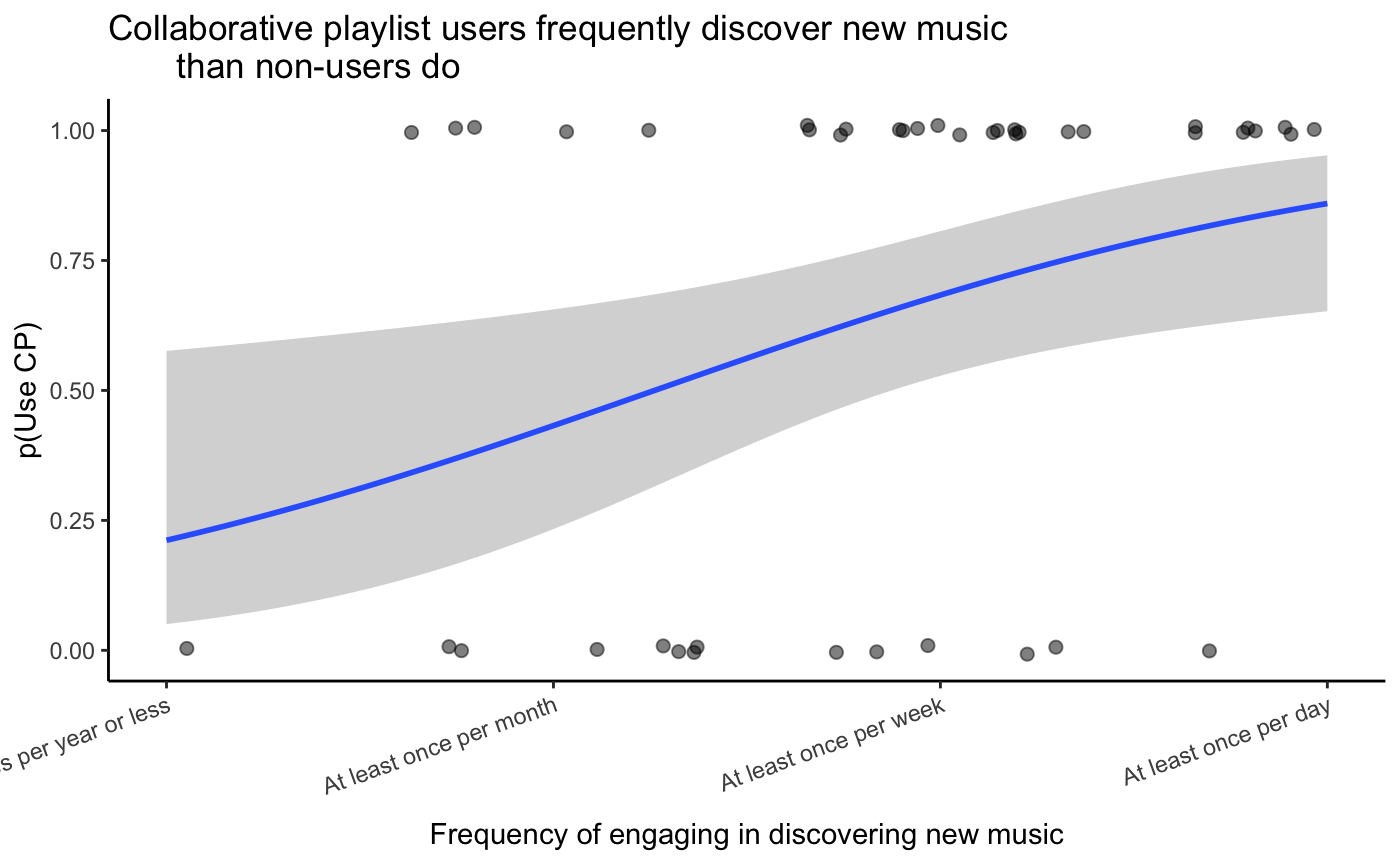 Collaborative playlist users frequently discover new music
than non-users do
p(Use CP)
1.00
0.75
0.50
0.25
0.00
per year or less
At least once per month
At least once per week
At least once per day
Frequency of engaging in discovering new music